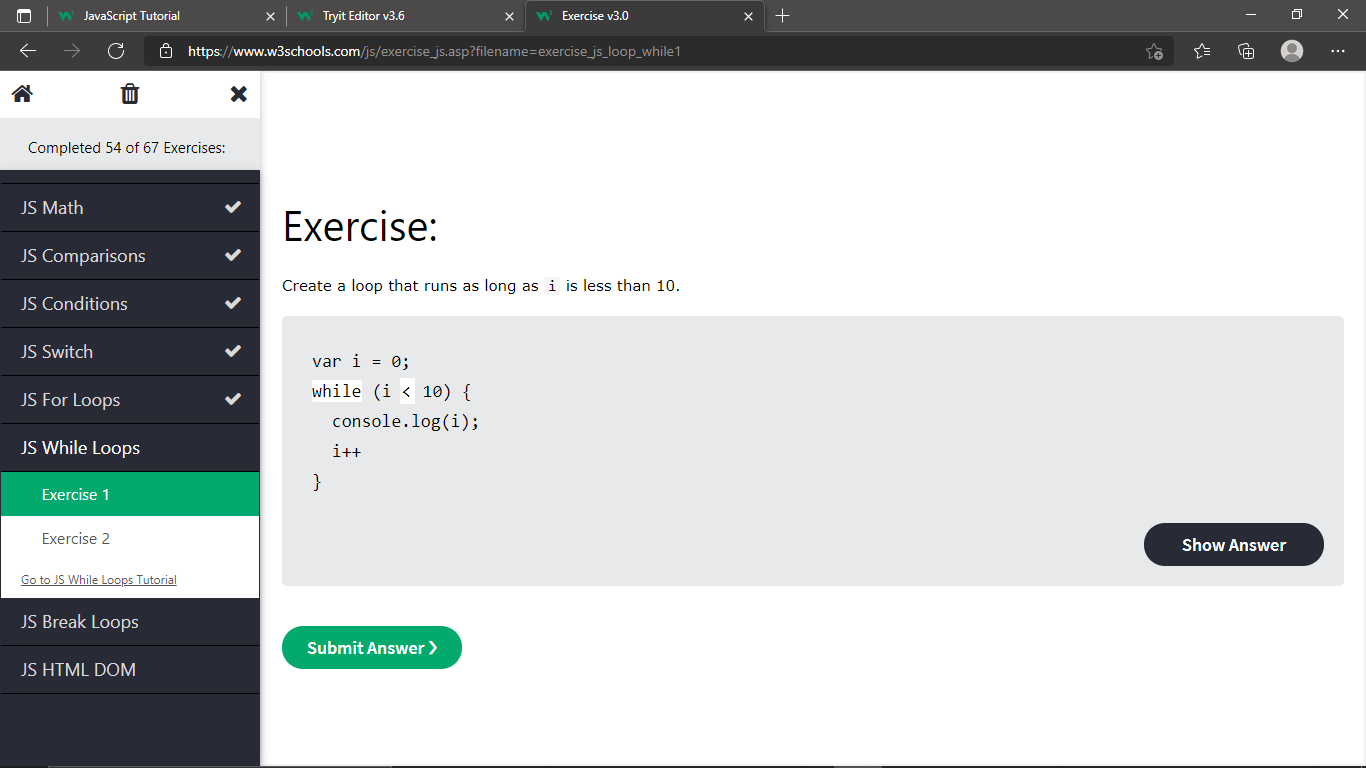 JavaScript Tutorial
Tryit Editor v3.6
Exercise v3.0
https://www.w3schools.com/js/exercise_js.asp?filename=exercise_js_loop_while1
Completed 54 of 67 Exercises:
JS Math
JS Comparisons
JS Conditions
JS Switch
JS For Loops
JS While Loops
Exercise 1
Exercise 2
Go to JS While Loops Tutorial
JS Break Loops
JS HTML DOM
Exercise:
Create a loop that runs as long as i is less than 10.
var i = 0;
while (i < 10) {
  console.log(i);
  i++
}
Show Answer
Submit Answer ❯